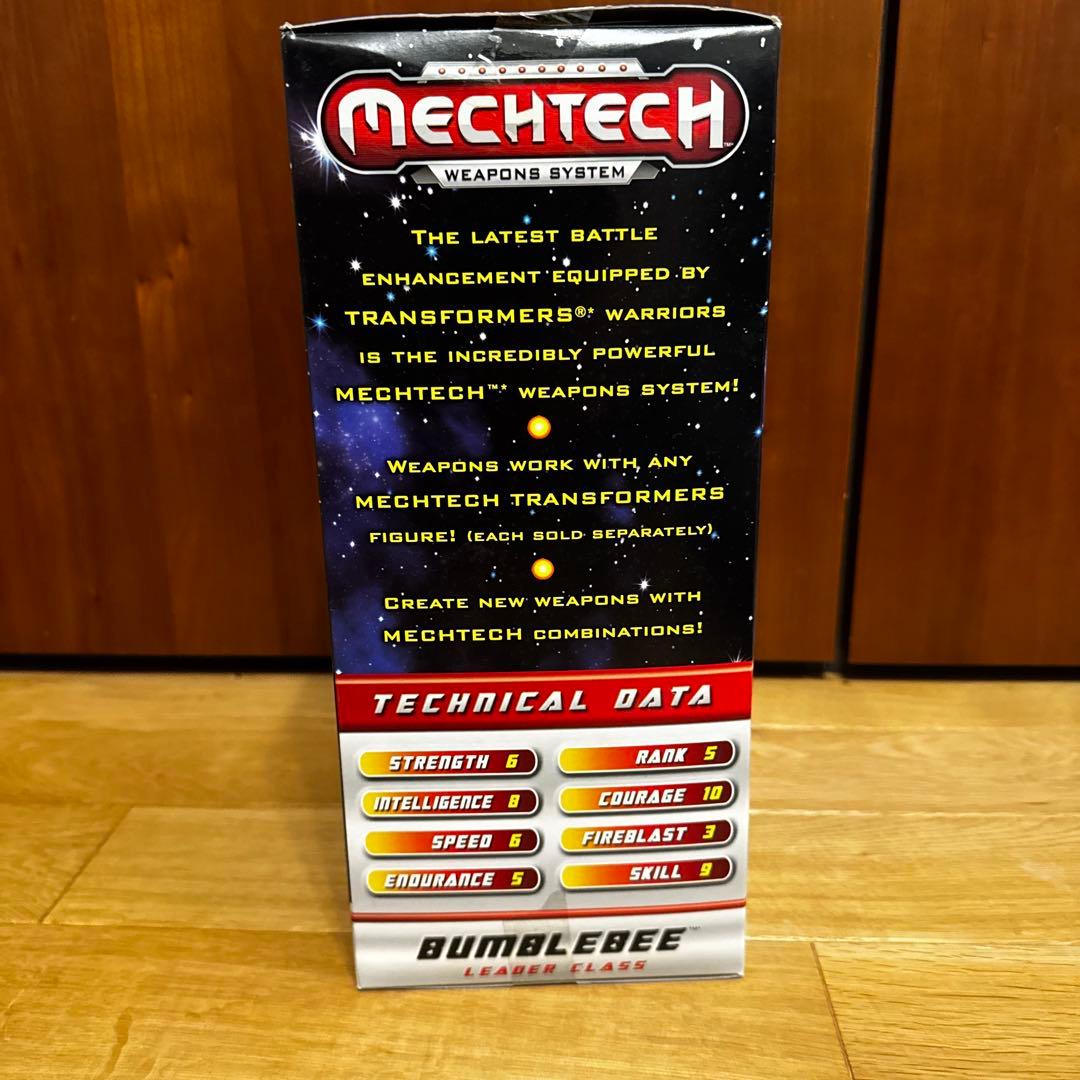 MECHTECH™
WEAPONS SYSTEM
THE LATEST BATTLE
ENHANCEMENT EQUIPPED BY
TRANSFORMERS®* WARRIORS
IS THE INCREDIBLY POWERFUL
MECHTECH™* WEAPONS SYSTEM!
WEAPONS WORK WITH ANY
MECHTECH TRANSFORMERS
FIGURE! (EACH SOLD SEPARATELY)
CREATE NEW WEAPONS WITH
MECHTECH COMBINATIONS!
TECHNICAL DATA
STRENGTH 6
INTELLIGENCE 8
SPEED 6
ENDURANCE 5
RANK 5
COURAGE 10
FIREBLAST 3
SKILL 9
BUMBLEBEE™*
LEADER CLASS